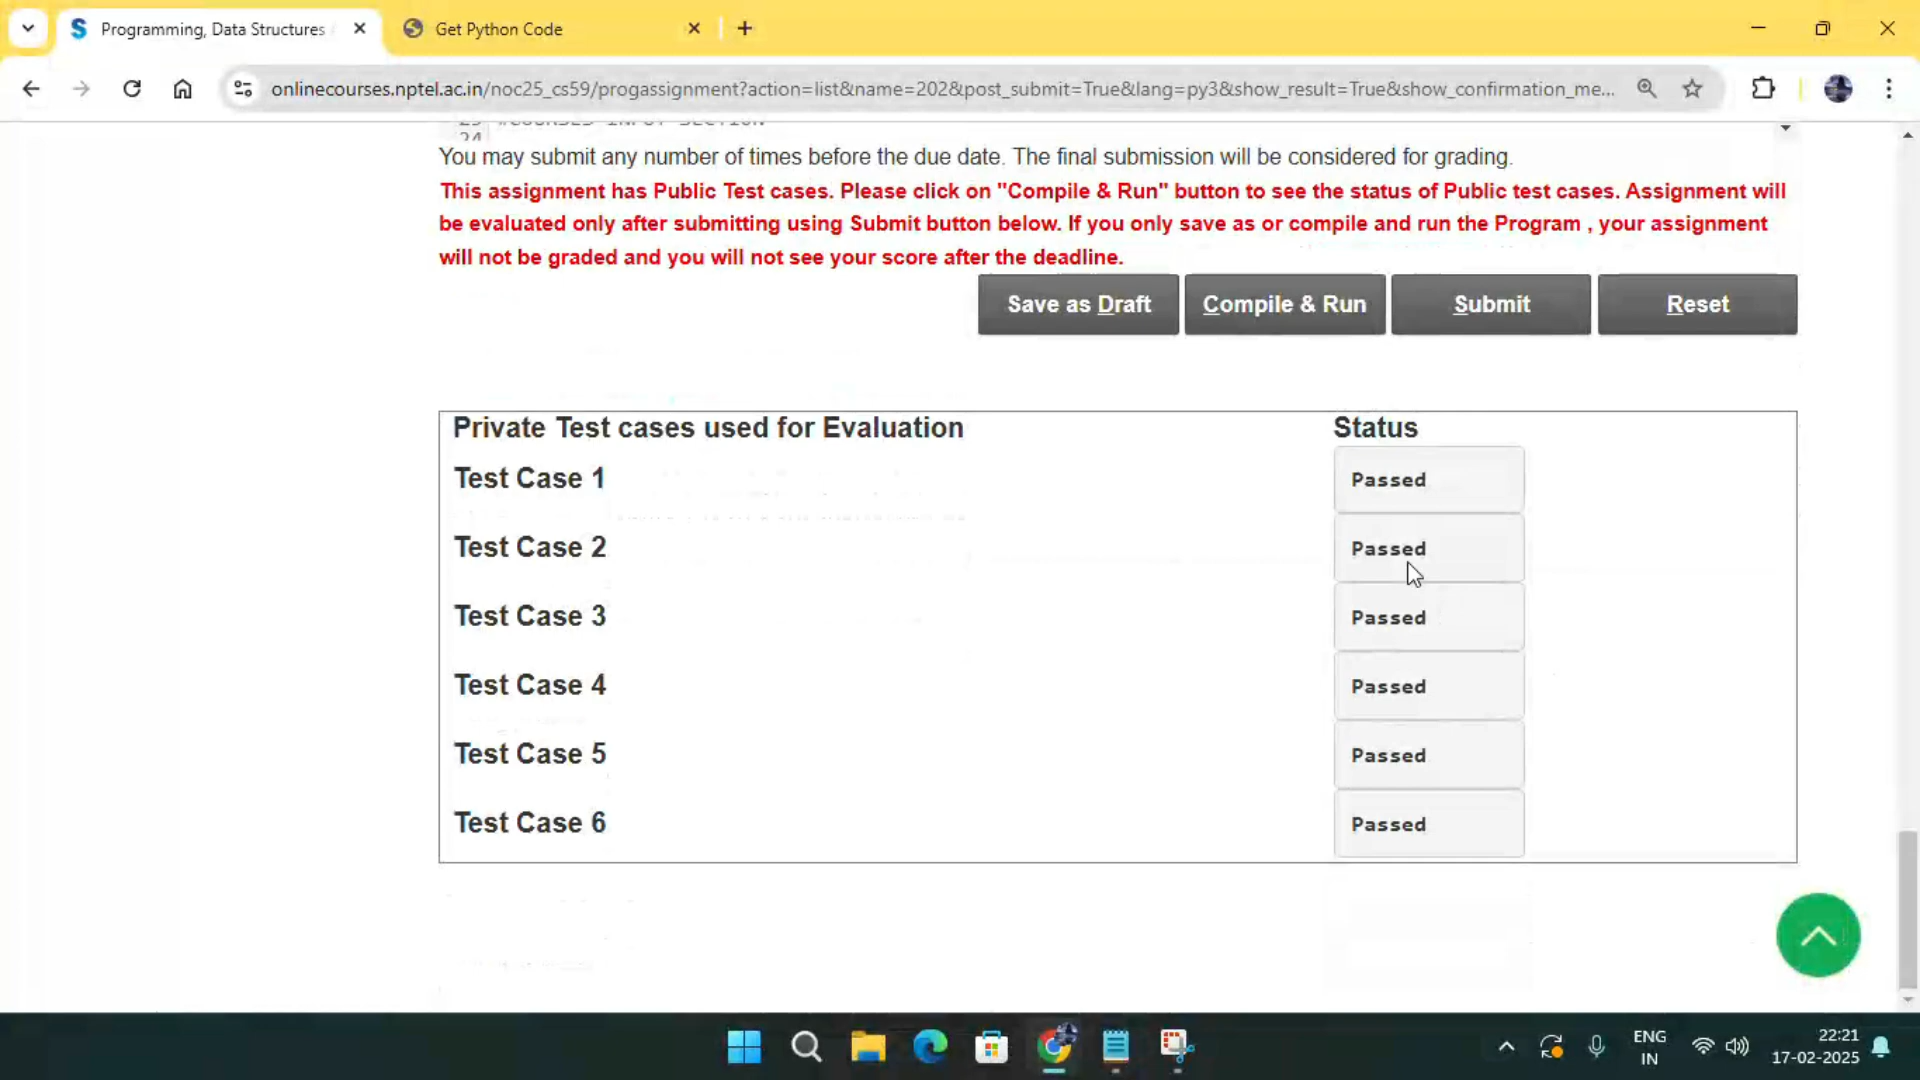 Programming, Data Structures
Get Python Code
onlinecourses.nptel.ac.in/noc25_cs59/progassignment?action=list&name=202&post_submit=True&lang=py3&show_result=True&show_confirmation_me...
24
You may submit any number of times before the due date. The final submission will be considered for grading.
This assignment has Public Test cases. Please click on "Compile & Run" button to see the status of Public test cases. Assignment will
be evaluated only after submitting using Submit button below. If you only save as or compile and run the Program , your assignment
will not be graded and you will not see your score after the deadline.
Save as Draft Compile & Run Submit Reset
Private Test cases used for Evaluation Status
Test Case 1 Passed
Test Case 2 Passed
Test Case 3 Passed
Test Case 4 Passed
Test Case 5 Passed
Test Case 6 Passed
ENG 22:21
IN 17-02-2025